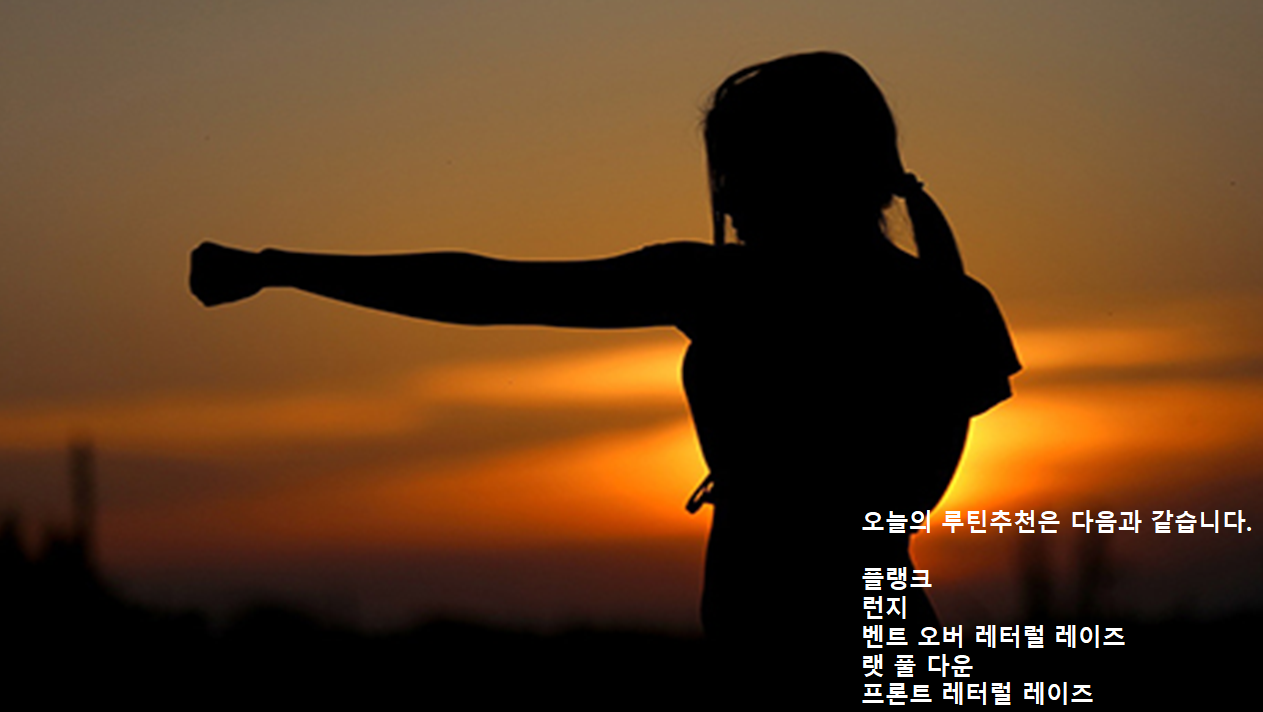 오늘의 루틴추천은 다음과 같습니다.
플랭크
런지
벤트 오버 레터럴 레이즈
랫 풀 다운
프론트 레터럴 레이즈